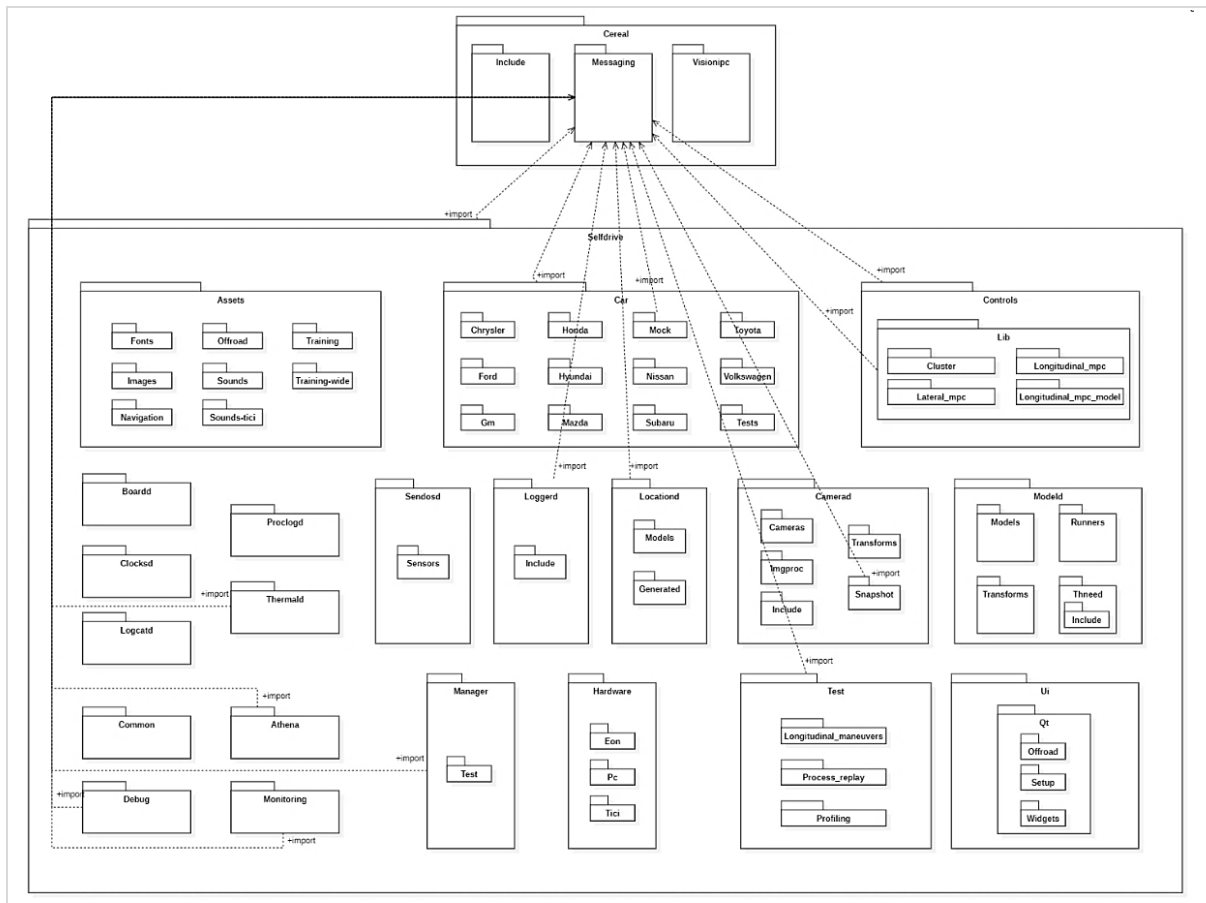 Cereal
Include
Messaging
Visionipc
+import
Selfdrive
+import
+import
+import
+import
Assets
Car
Controls
Fonts
Offroad
Training
Images
Sounds
Training-wide
Navigation
Sounds-tici
Chrysler
Honda
Mock
Toyota
Ford
Hyundai
Nissan
Volkswagen
Gm
Mazda
Subaru
Tests
Lib
Cluster
Longitudinal_mpc
Lateral_mpc
Longitudinal_mpc_model
+import
+import
Boardd
Proclogd
Clocksd
+import
Thermald
Logcatd
Sendosd
Sensors
Loggerd
Include
Locationd
Models
Generated
Camerad
Cameras
Transforms
Imgproc
+import
Snapshot
Include
Modeld
Models
Runners
Transforms
Thneed
Include
+import
+import
Common
Athena
+import
+import
Debug
Monitoring
+import
Manager
Test
Hardware
Eon
Pc
Tici
Test
Longitudinal_maneuvers
Process_replay
Profiling
Ui
Qt
Offroad
Setup
Widgets